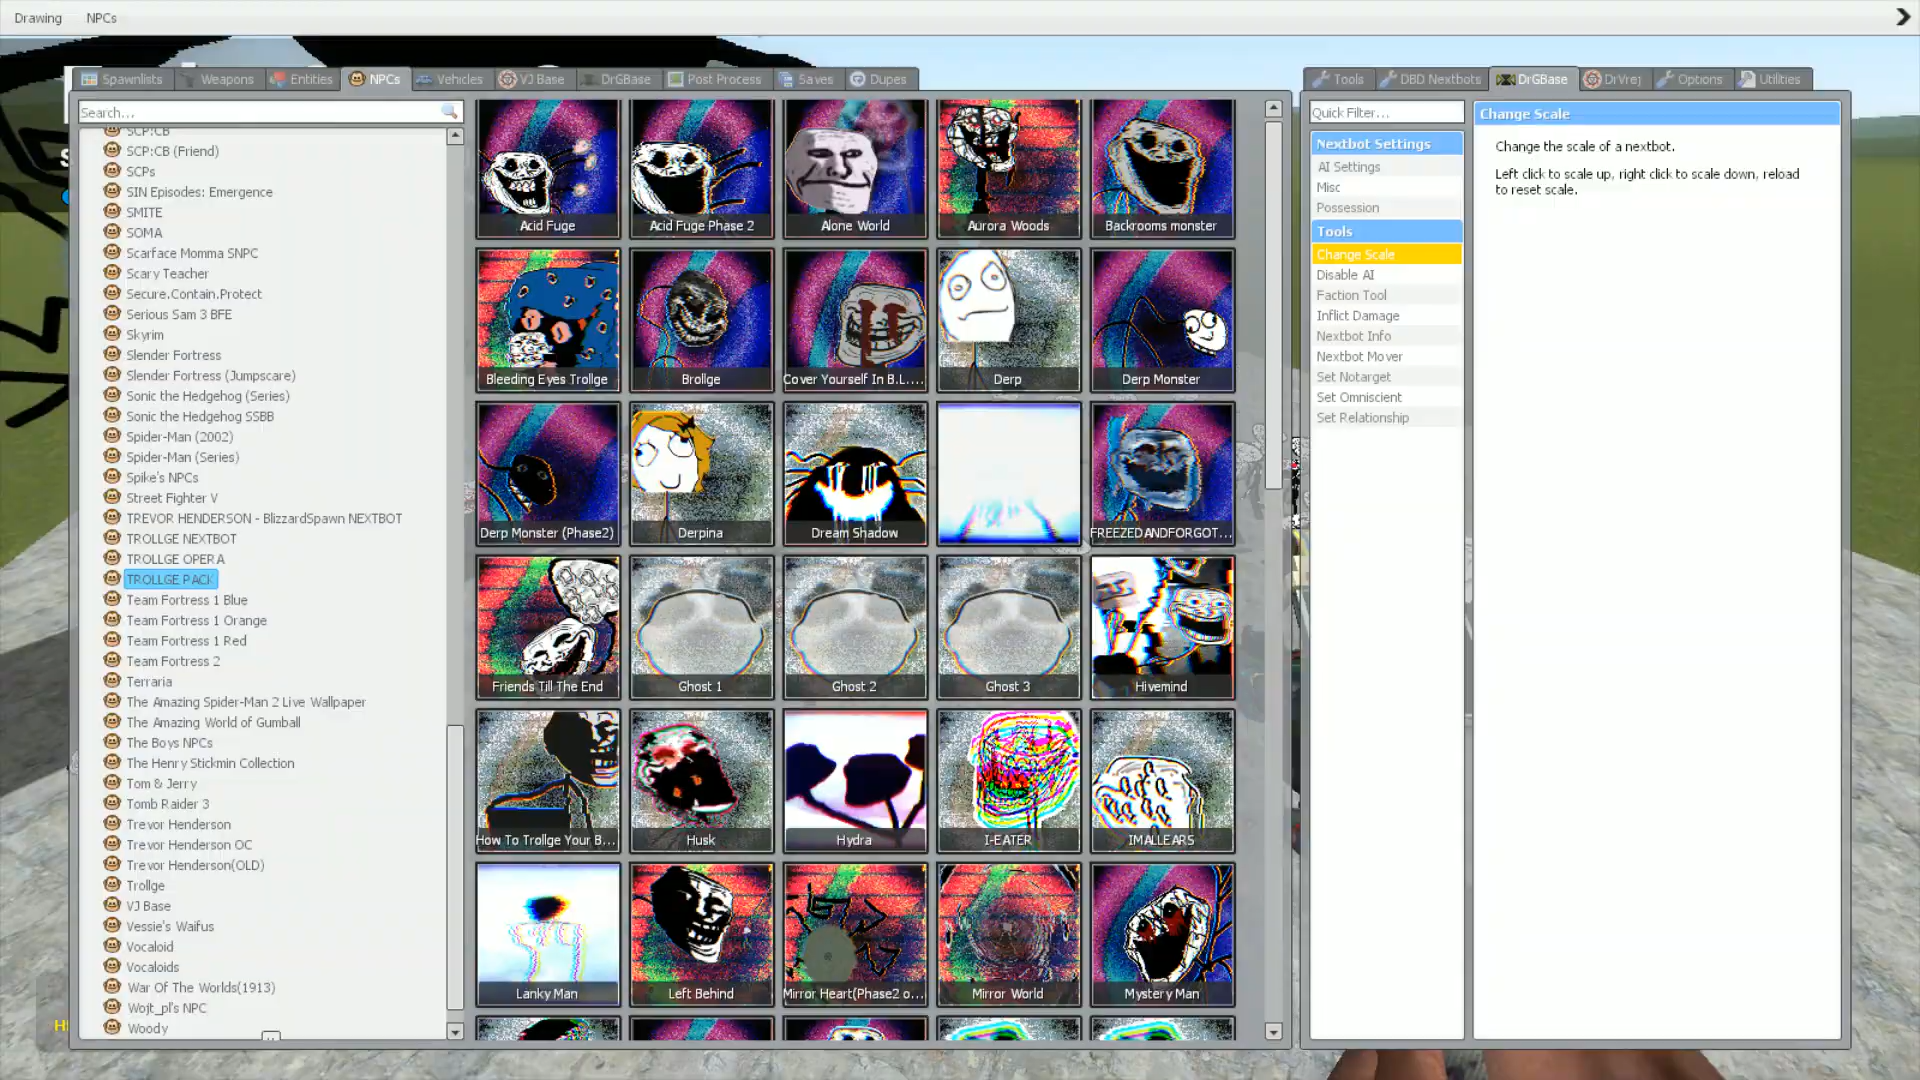 Drawing NPCs
Spawnlists Weapons Entities NPCs Vehicles VJ Base DrGBase Post Process Saves Dupes
Tools DBD Nextbots DrGBase DrVrej Options Utilities
Search...
SCP:CB
SCP:CB (Friend)
SCPs
SIN Episodes: Emergence
SMITE
SOMA
Scarface Momma SNPC
Scary Teacher
Secure.Contain.Protect
Serious Sam 3 BFE
Skyrim
Slender Fortress
Slender Fortress (Jumpscare)
Sonic the Hedgehog (Series)
Sonic the Hedgehog SSBB
Spider-Man (2002)
Spider-Man (Series)
Spike's NPCs
Street Fighter V
TREVOR HENDERSON - BlizzardSpawn NEXTBOT
TROLLGE NEXTBOT
TROLLGE OPERA
TROLLGE PACK
Team Fortress 1 Blue
Team Fortress 1 Orange
Team Fortress 1 Red
Team Fortress 2
Terraria
The Amazing Spider-Man 2 Live Wallpaper
The Amazing World of Gumball
The Boys NPCs
The Henry Stickmin Collection
Tom & Jerry
Tomb Raider 3
Trevor Henderson
Trevor Henderson OC
Trevor Henderson(OLD)
Trollge
VJ Base
Vessie's Waifus
Vocaloid
Vocaloids
War Of The Worlds(1913)
Wojt_pl's NPC
Woody
Acid Fuge
Acid Fuge Phase 2
Alone World
Aurora Woods
Backrooms monster
Bleeding Eyes Trollge
Brollge
Cover Yourself In B.L....
Derp
Derp Monster
Derp Monster (Phase2)
Derpina
Dream Shadow
FREEZEDANDFORGOT...
Friends Till The End
Ghost 1
Ghost 2
Ghost 3
Hivemind
How To Trollge Your B...
Husk
Hydra
I-EATER
IMALLEARS
Lanky Man
Left Behind
Mirror Heart(Phase2 o...
Mirror World
Mystery Man
Quick Filter...
Nextbot Settings
AI Settings
Misc
Possession
Tools
Change Scale
Disable AI
Faction Tool
Inflict Damage
Nextbot Info
Nextbot Mover
Set Notarget
Set Omniscient
Set Relationship
Change Scale
Change the scale of a nextbot.
Left click to scale up, right click to scale down, reload
to reset scale.